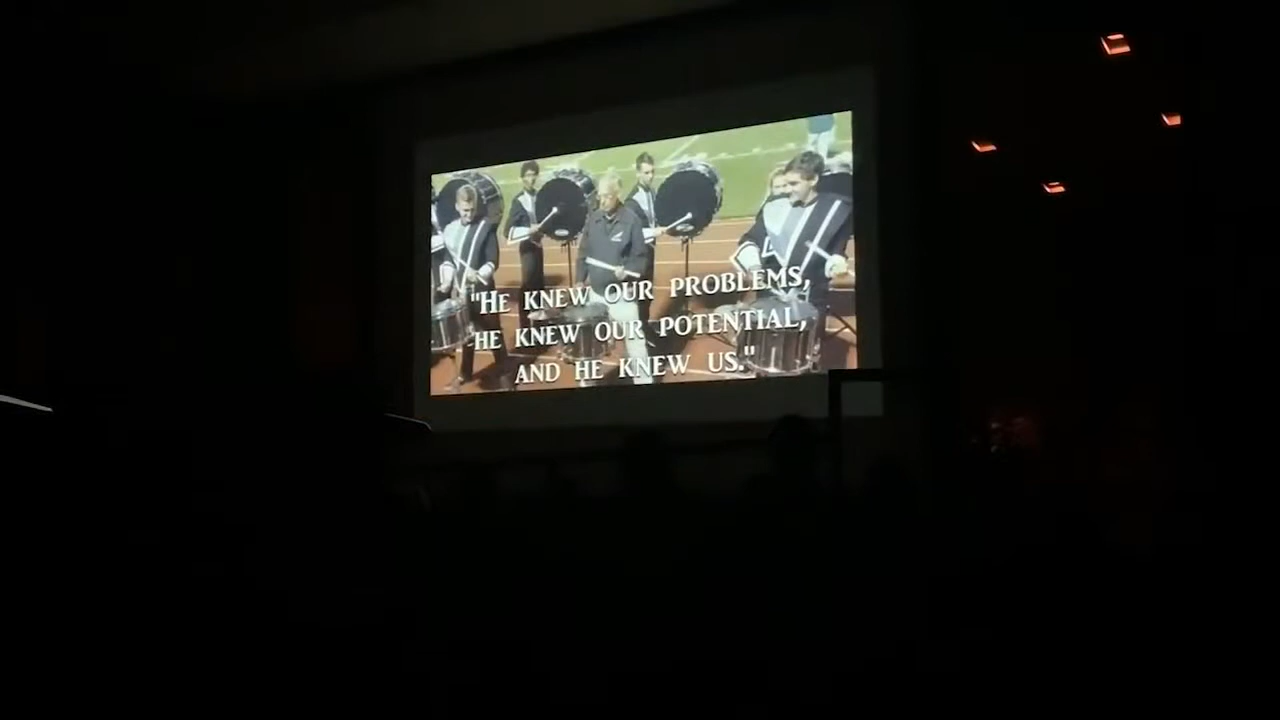 "HE KNEW OUR PROBLEMS,
HE KNEW OUR POTENTIAL,
AND HE KNEW US."